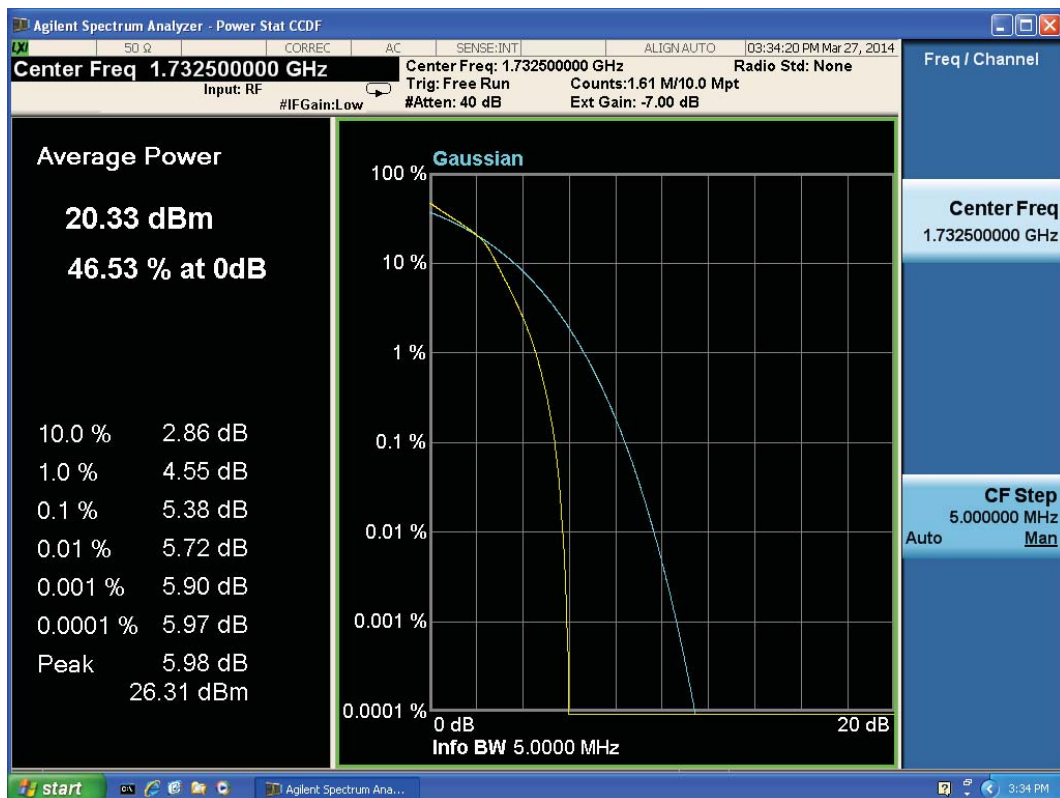 Agilent Spectrum Analyzer - Power Stat CCDF
LXI 50 Ω CORREC AC SENSE:INT ALIGN AUTO 03:34:20 PM Mar 27, 2014
Center Freq 1.732500000 GHz
Input: RF
#IFGain:Low
Center Freq: 1.732500000 GHz Radio Std: None
Trig: Free Run Counts:1.61 M/10.0 Mpt
#Atten: 40 dB Ext Gain: -7.00 dB
Average Power
20.33 dBm
46.53 % at 0dB
10.0 % 2.86 dB
1.0 % 4.55 dB
0.1 % 5.38 dB
0.01 % 5.72 dB
0.001 % 5.90 dB
0.0001 % 5.97 dB
Peak 5.98 dB
26.31 dBm
Gaussian
100 %
10 %
1 %
0.1 %
0.01 %
0.001 %
0.0001 %
0 dB 20 dB
Info BW 5.0000 MHz
Freq / Channel
Center Freq
1.732500000 GHz
CF Step
5.000000 MHz
Auto Man
start Agilent Spectrum Ana... 3:34 PM